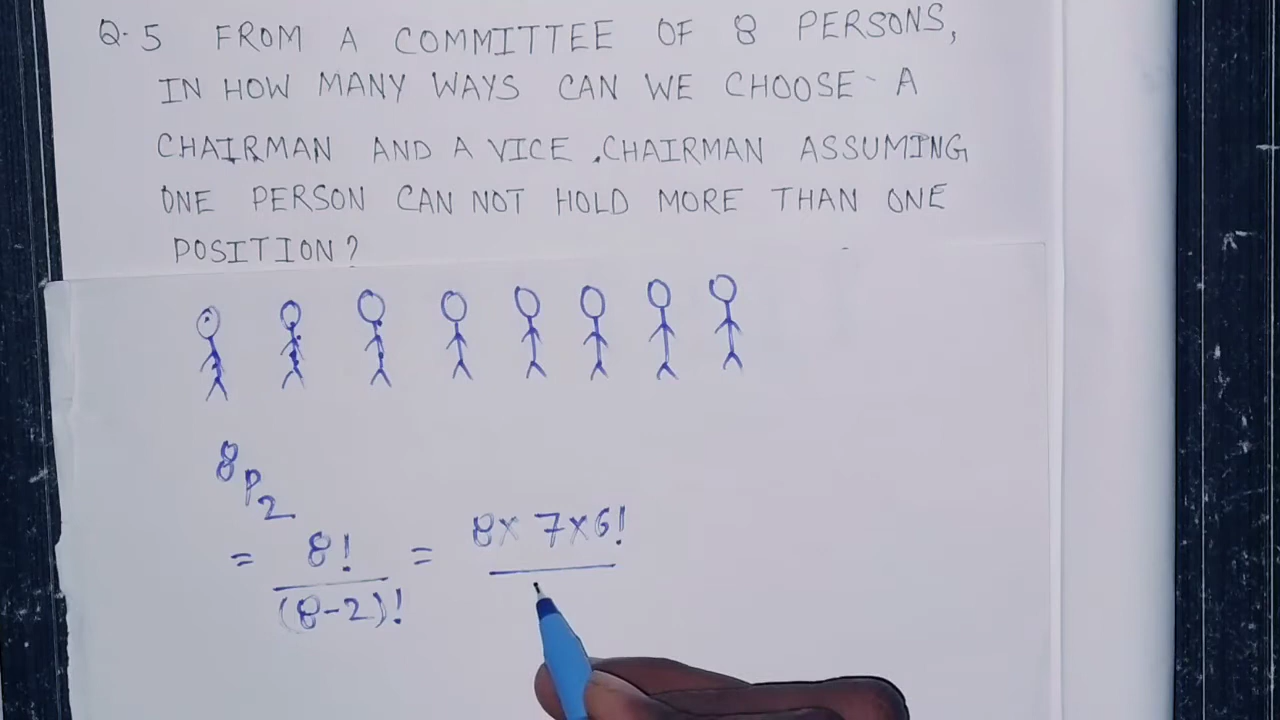 Q.5 FROM A COMMITTEE OF 8 PERSONS,
IN HOW MANY WAYS CAN WE CHOOSE A
CHAIRMAN AND A VICE CHAIRMAN ASSUMING
ONE PERSON CAN NOT HOLD MORE THAN ONE
POSITION?
8P2
= 8!/(8-2)! = 8× 7×6!